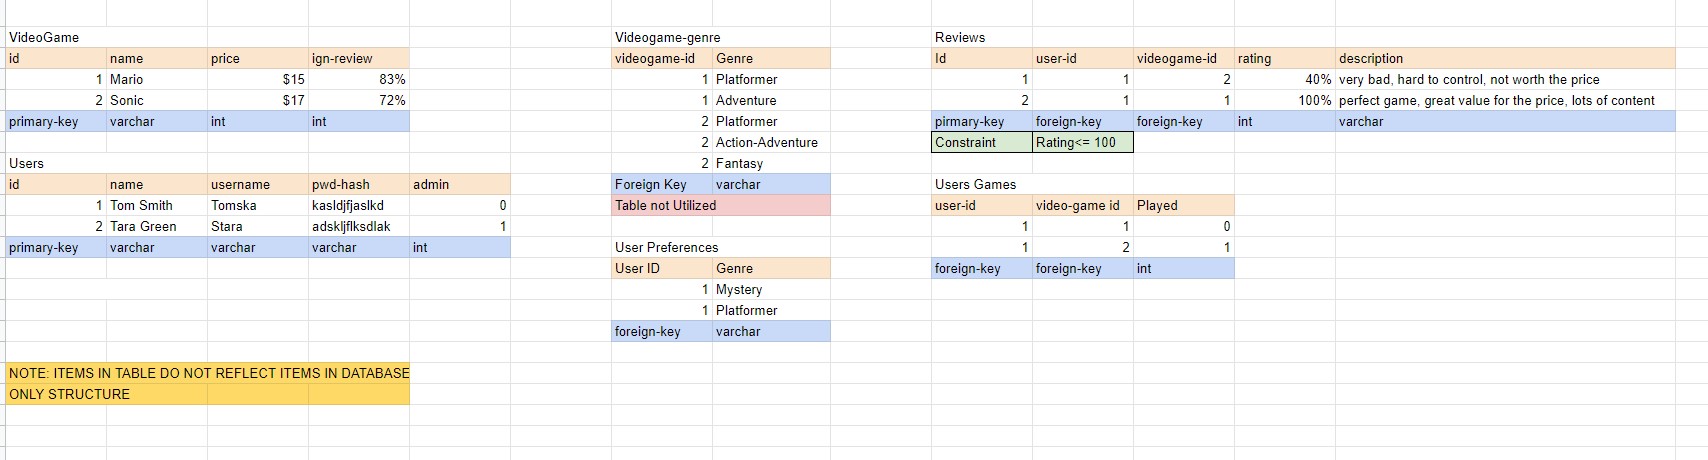 VideoGame
id name price ign-review
1 Mario $15 83%
2 Sonic $17 72%
primary-key varchar int int
Users
id name username pwd-hash admin
1 Tom Smith Tomska kasldjfjaslkd 0
2 Tara Green Stara adskljflksdlak 1
primary-key varchar varchar varchar int
NOTE: ITEMS IN TABLE DO NOT REFLECT ITEMS IN DATABASE
ONLY STRUCTURE
Videogame-genre
videogame-id Genre
1 Platformer
1 Adventure
2 Platformer
2 Action-Adventure
2 Fantasy
Foreign Key varchar
Table not Utilized
User Preferences
User ID Genre
1 Mystery
1 Platformer
foreign-key varchar
Reviews
Id user-id videogame-id rating description
1 1 2 40% very bad, hard to control, not worth the price
2 1 1 100% perfect game, great value for the price, lots of content
pirmary-key foreign-key foreign-key int varchar
Constraint Rating<= 100
Users Games
user-id video-game id Played
1 1 0
1 2 1
foreign-key foreign-key int